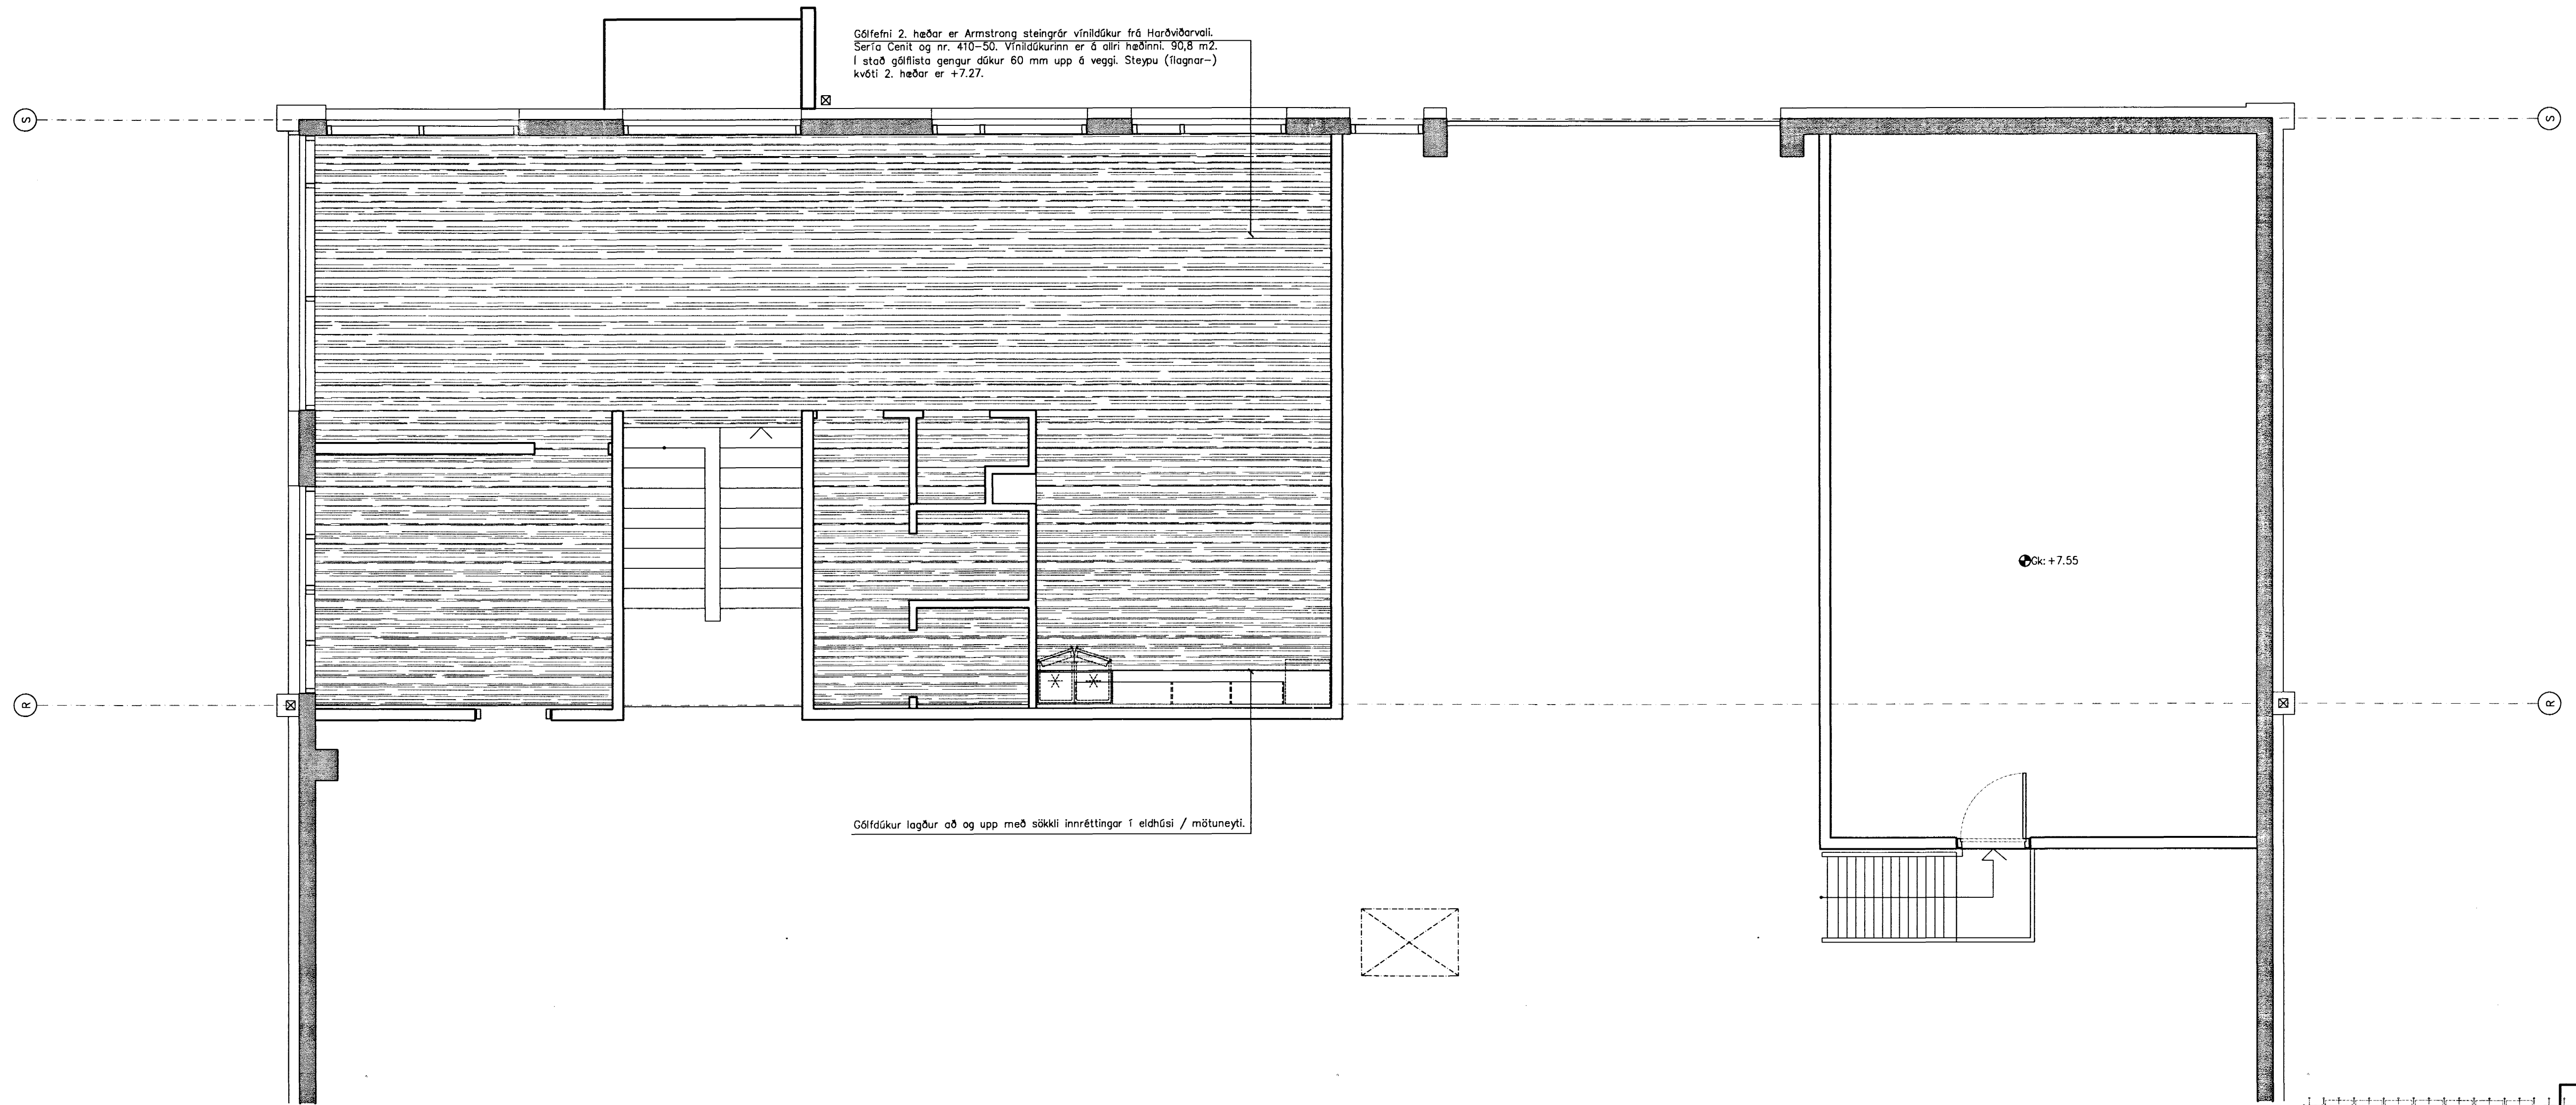 Gólfefni 2. hæðar er Armstrong steingrár vínildúkur frá Harðviðarvali.
Sería Cenit og nr. 410-50. Vínildúkurinn er á allri hæðinni. 90,8 m2.
Í stað gólflista gengur dúkur 60 mm upp á veggi. Steypu (ílagnar-)
kvóti 2. hæðar er +7.27.
S
S
Gk: +7.55
R
R
Gólfdúkur lagður að og upp með sökkli innréttingar í eldhúsi / mötuneyti.